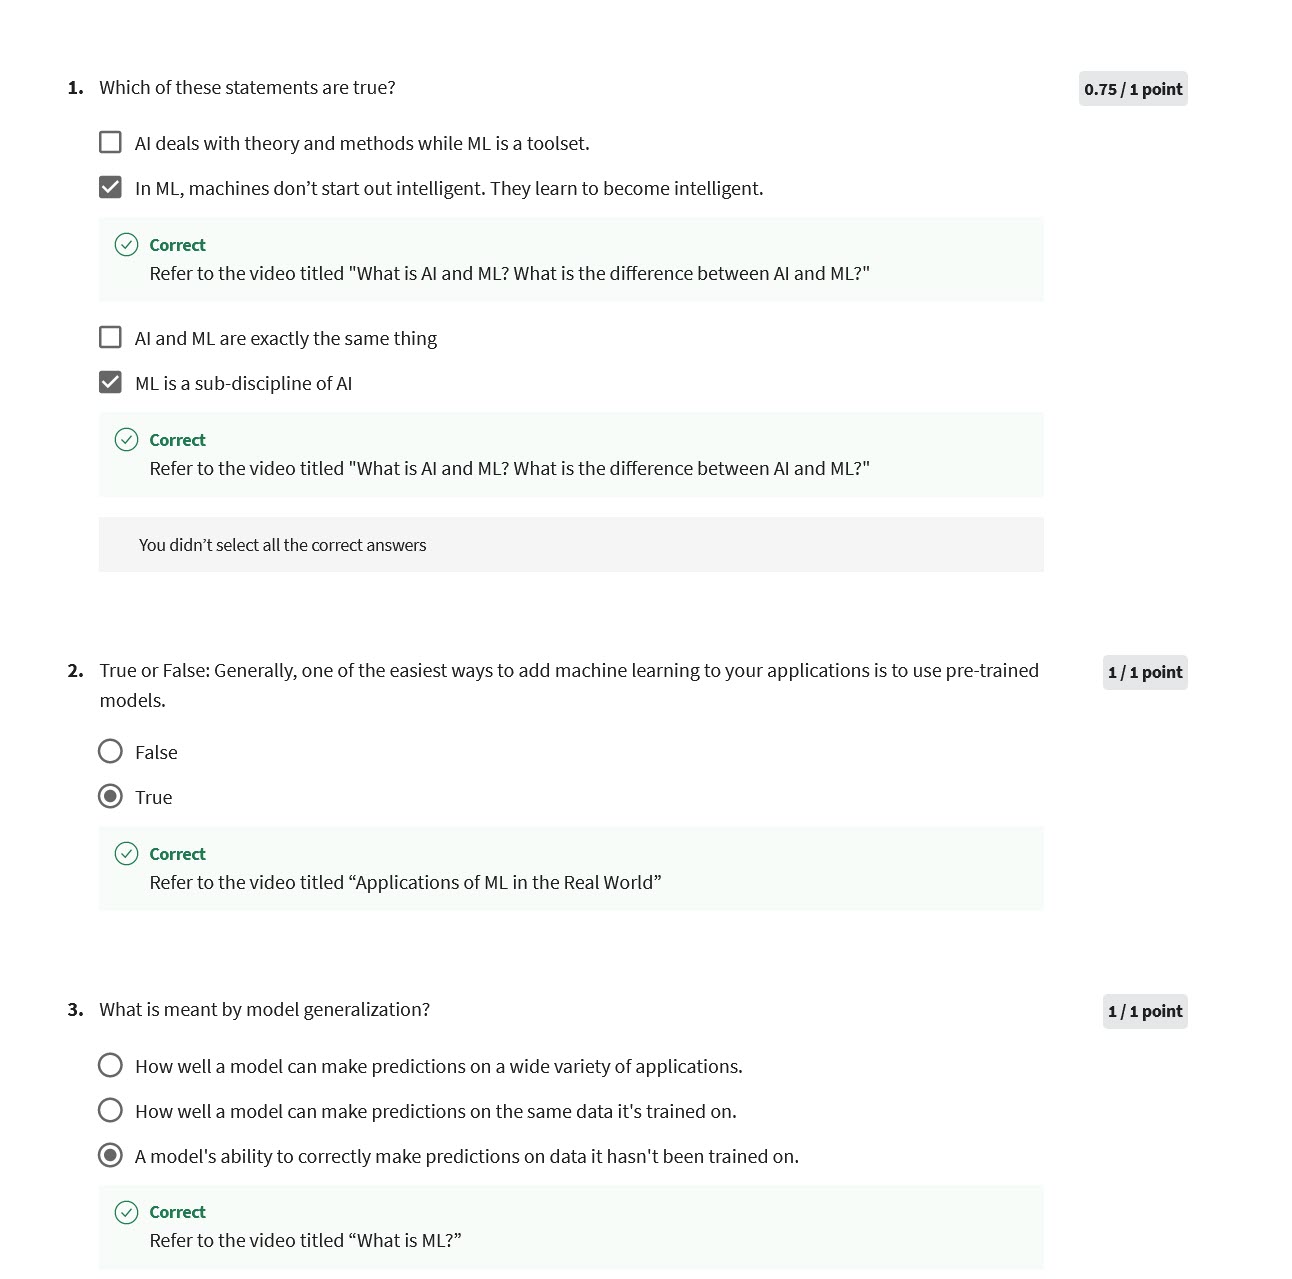 1. Which of these statements are true?
0.75 / 1 point
AI deals with theory and methods while ML is a toolset.
In ML, machines don’t start out intelligent. They learn to become intelligent.
Correct
Refer to the video titled "What is AI and ML? What is the difference between AI and ML?"
AI and ML are exactly the same thing
ML is a sub-discipline of AI
Correct
Refer to the video titled "What is AI and ML? What is the difference between AI and ML?"
You didn’t select all the correct answers
2. True or False: Generally, one of the easiest ways to add machine learning to your applications is to use pre-trained
models.
1 / 1 point
False
True
Correct
Refer to the video titled “Applications of ML in the Real World”
3. What is meant by model generalization?
1 / 1 point
How well a model can make predictions on a wide variety of applications.
How well a model can make predictions on the same data it's trained on.
A model's ability to correctly make predictions on data it hasn't been trained on.
Correct
Refer to the video titled “What is ML?”